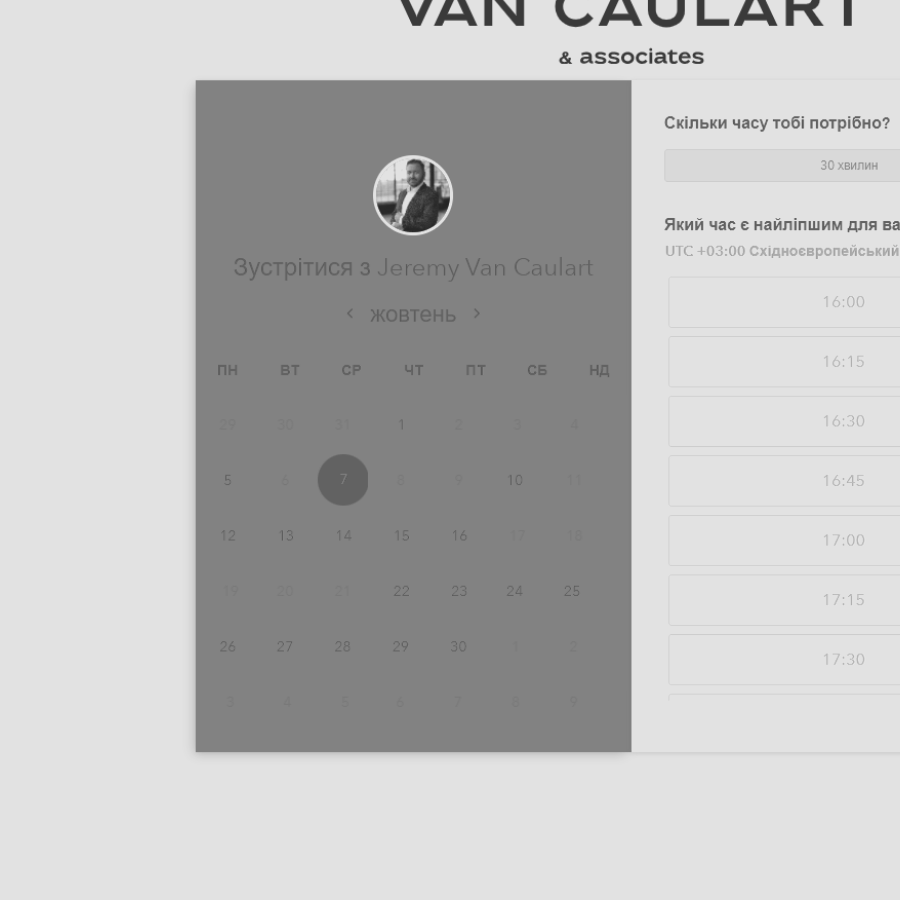 VAN CAULART
& associates
Зустрітися з Jeremy Van Caulart
‹ жовтень ›
ПН ВТ СР ЧТ ПТ СБ НД
29 30 31 1 2 3 4
5 6 7 8 9 10 11
12 13 14 15 16 17 18
19 20 21 22 23 24 25
26 27 28 29 30 1 2
3 4 5 6 7 8 9
Скільки часу тобі потрібно?
30 хвилин
Який час є найліпшим для ва
UTC +03:00 Східноєвропейський
16:00
16:15
16:30
16:45
17:00
17:15
17:30